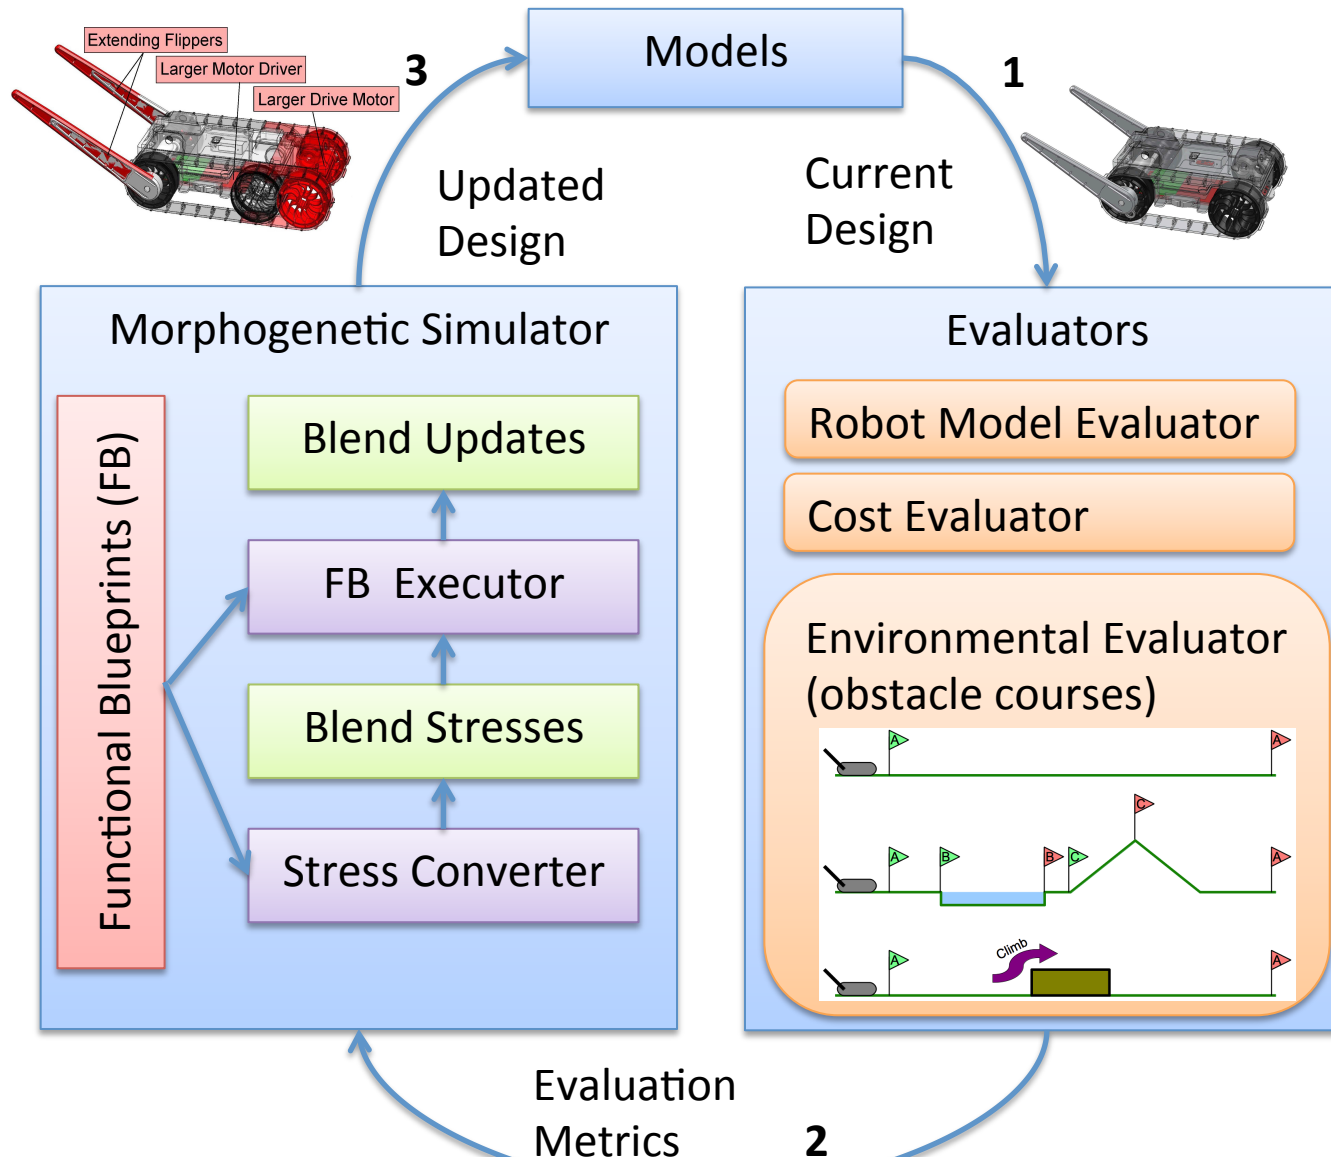 Extending Flippers
Larger Motor Driver
Larger Drive Motor
3
Models
1
Updated
Design
Current
Design
Morphogenetic Simulator
Functional Blueprints (FB)
Blend Updates
FB Executor
Blend Stresses
Stress Converter
Evaluators
Robot Model Evaluator
Cost Evaluator
Environmental Evaluator
(obstacle courses)
A
A
C
A
B
B
C
A
Climb
A
A
Evaluation
Metrics
2